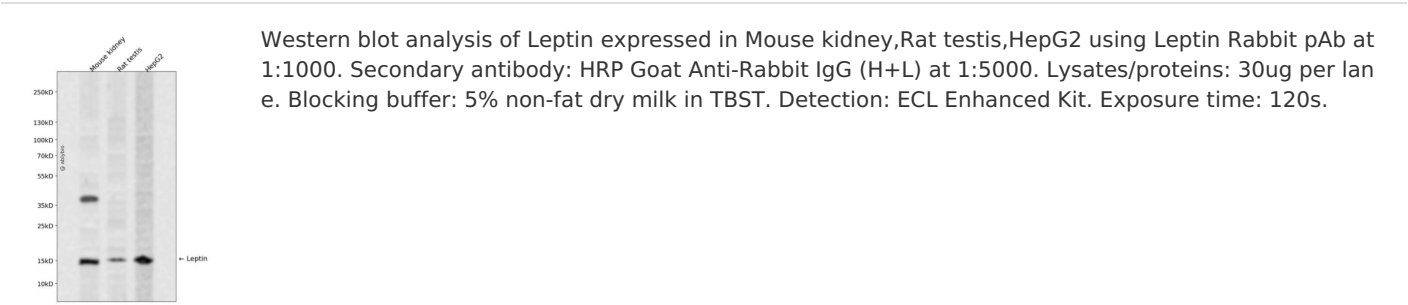 Mouse kidney
Rat testis
HepG2
250kD
130kD
100kD
70kD
55kD
35kD
25kD
15kD
10kD
@ abybio
← Leptin
Western blot analysis of Leptin expressed in Mouse kidney,Rat testis,HepG2 using Leptin Rabbit pAb at
1:1000. Secondary antibody: HRP Goat Anti-Rabbit IgG (H+L) at 1:5000. Lysates/proteins: 30ug per lan
e. Blocking buffer: 5% non-fat dry milk in TBST. Detection: ECL Enhanced Kit. Exposure time: 120s.